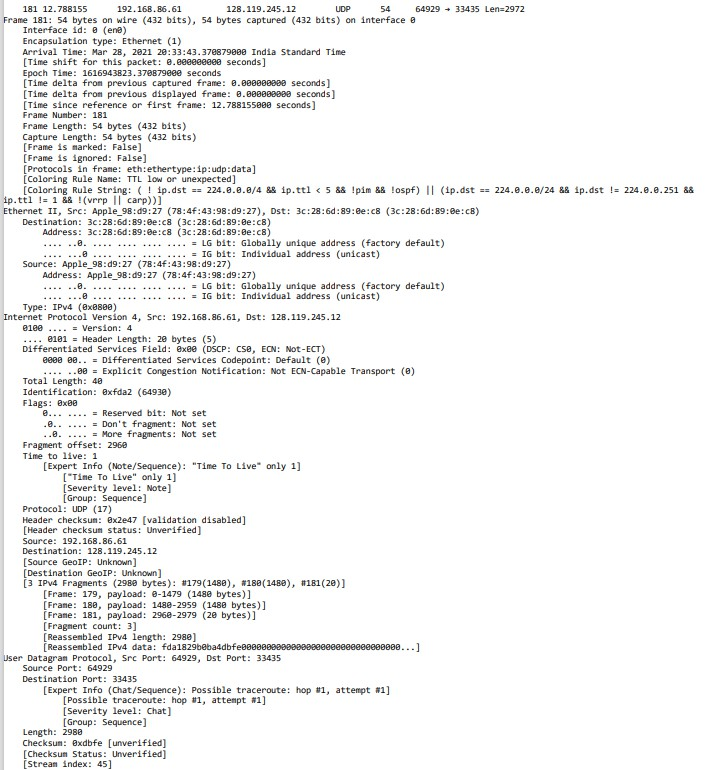 181 12.788155 192.168.86.61 128.119.245.12 UDP 54 64929 → 33435 Len=2972
Frame 181: 54 bytes on wire (432 bits), 54 bytes captured (432 bits) on interface 0
Interface id: 0 (en0)
Encapsulation type: Ethernet (1)
Arrival Time: Mar 28, 2021 20:33:43.370879000 India Standard Time
[Time shift for this packet: 0.000000000 seconds]
Epoch Time: 1616943823.370879000 seconds
[Time delta from previous captured frame: 0.000000000 seconds]
[Time delta from previous displayed frame: 0.000000000 seconds]
[Time since reference or first frame: 12.788155000 seconds]
Frame Number: 181
Frame Length: 54 bytes (432 bits)
Capture Length: 54 bytes (432 bits)
[Frame is marked: False]
[Frame is ignored: False]
[Protocols in frame: eth:ethertype:ip:udp:data]
[Coloring Rule Name: TTL low or unexpected]
[Coloring Rule String: ( ! ip.dst == 224.0.0.0/4 && ip.ttl < 5 && !pim && !ospf) || (ip.dst == 224.0.0.0/24 && ip.dst != 224.0.0.251 &&
ip.ttl != 1 && !(vrrp || carp))]
Ethernet II, Src: Apple_98:d9:27 (78:4f:43:98:d9:27), Dst: 3c:28:6d:89:0e:c8 (3c:28:6d:89:0e:c8)
Destination: 3c:28:6d:89:0e:c8 (3c:28:6d:89:0e:c8)
Address: 3c:28:6d:89:0e:c8 (3c:28:6d:89:0e:c8)
.... ..0. .... .... .... .... = LG bit: Globally unique address (factory default)
.... ...0 .... .... .... .... = IG bit: Individual address (unicast)
Source: Apple_98:d9:27 (78:4f:43:98:d9:27)
Address: Apple_98:d9:27 (78:4f:43:98:d9:27)
.... ..0. .... .... .... .... = LG bit: Globally unique address (factory default)
.... ...0 .... .... .... .... = IG bit: Individual address (unicast)
Type: IPv4 (0x0800)
Internet Protocol Version 4, Src: 192.168.86.61, Dst: 128.119.245.12
0100 .... = Version: 4
.... 0101 = Header Length: 20 bytes (5)
Differentiated Services Field: 0x00 (DSCP: CS0, ECN: Not-ECT)
0000 00.. = Differentiated Services Codepoint: Default (0)
.... ..00 = Explicit Congestion Notification: Not ECN-Capable Transport (0)
Total Length: 40
Identification: 0xfda2 (64930)
Flags: 0x00
0... .... = Reserved bit: Not set
.0.. .... = Don't fragment: Not set
..0. .... = More fragments: Not set
Fragment offset: 2960
Time to live: 1
[Expert Info (Note/Sequence): "Time To Live" only 1]
["Time To Live" only 1]
[Severity level: Note]
[Group: Sequence]
Protocol: UDP (17)
Header checksum: 0x2e47 [validation disabled]
[Header checksum status: Unverified]
Source: 192.168.86.61
Destination: 128.119.245.12
[Source GeoIP: Unknown]
[Destination GeoIP: Unknown]
[3 IPv4 Fragments (2980 bytes): #179(1480), #180(1480), #181(20)]
[Frame: 179, payload: 0-1479 (1480 bytes)]
[Frame: 180, payload: 1480-2959 (1480 bytes)]
[Frame: 181, payload: 2960-2979 (20 bytes)]
[Fragment count: 3]
[Reassembled IPv4 length: 2980]
[Reassembled IPv4 data: fda1829b0ba4dbfe00000000000000000000000000000000...]
User Datagram Protocol, Src Port: 64929, Dst Port: 33435
Source Port: 64929
Destination Port: 33435
[Expert Info (Chat/Sequence): Possible traceroute: hop #1, attempt #1]
[Possible traceroute: hop #1, attempt #1]
[Severity level: Chat]
[Group: Sequence]
Length: 2980
Checksum: 0xdbfe [unverified]
[Checksum Status: Unverified]
[Stream index: 45]